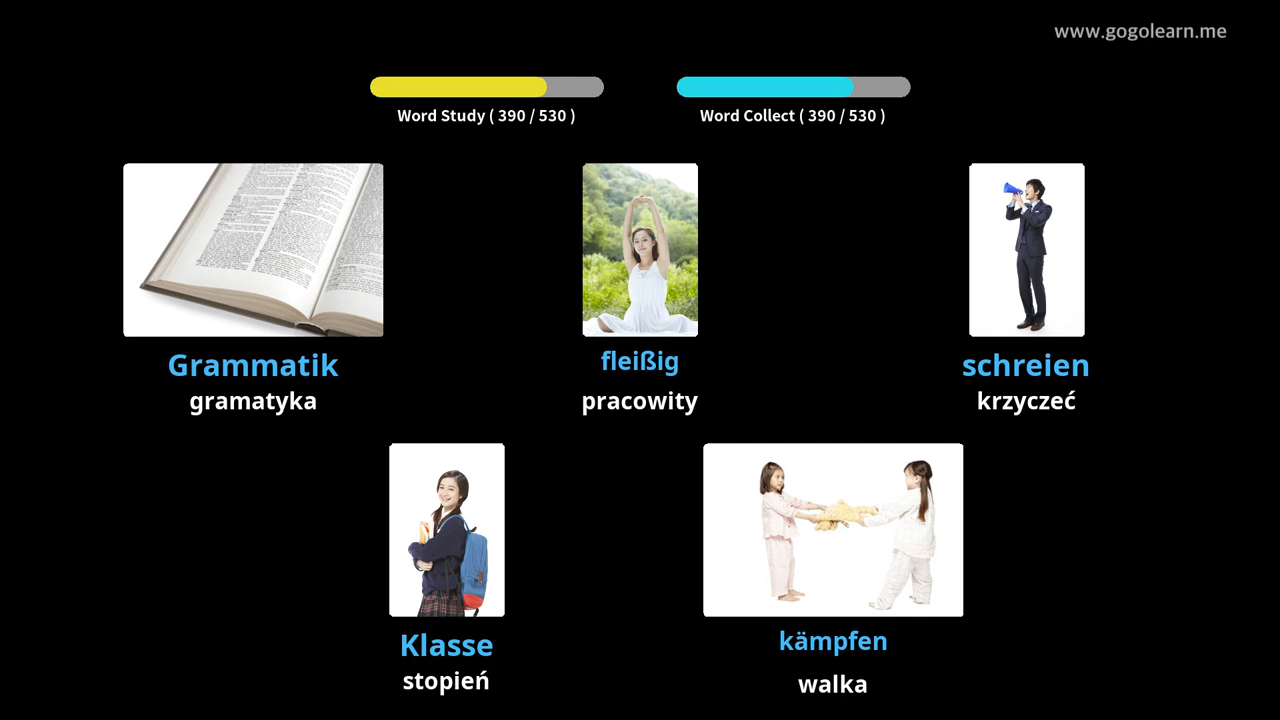 www.gogolearn.me
Word Study ( 390 / 530 )
Word Collect ( 390 / 530 )
Grammatik
gramatyka
fleißig
pracowity
schreien
krzyczeć
Klasse
stopień
kämpfen
walka